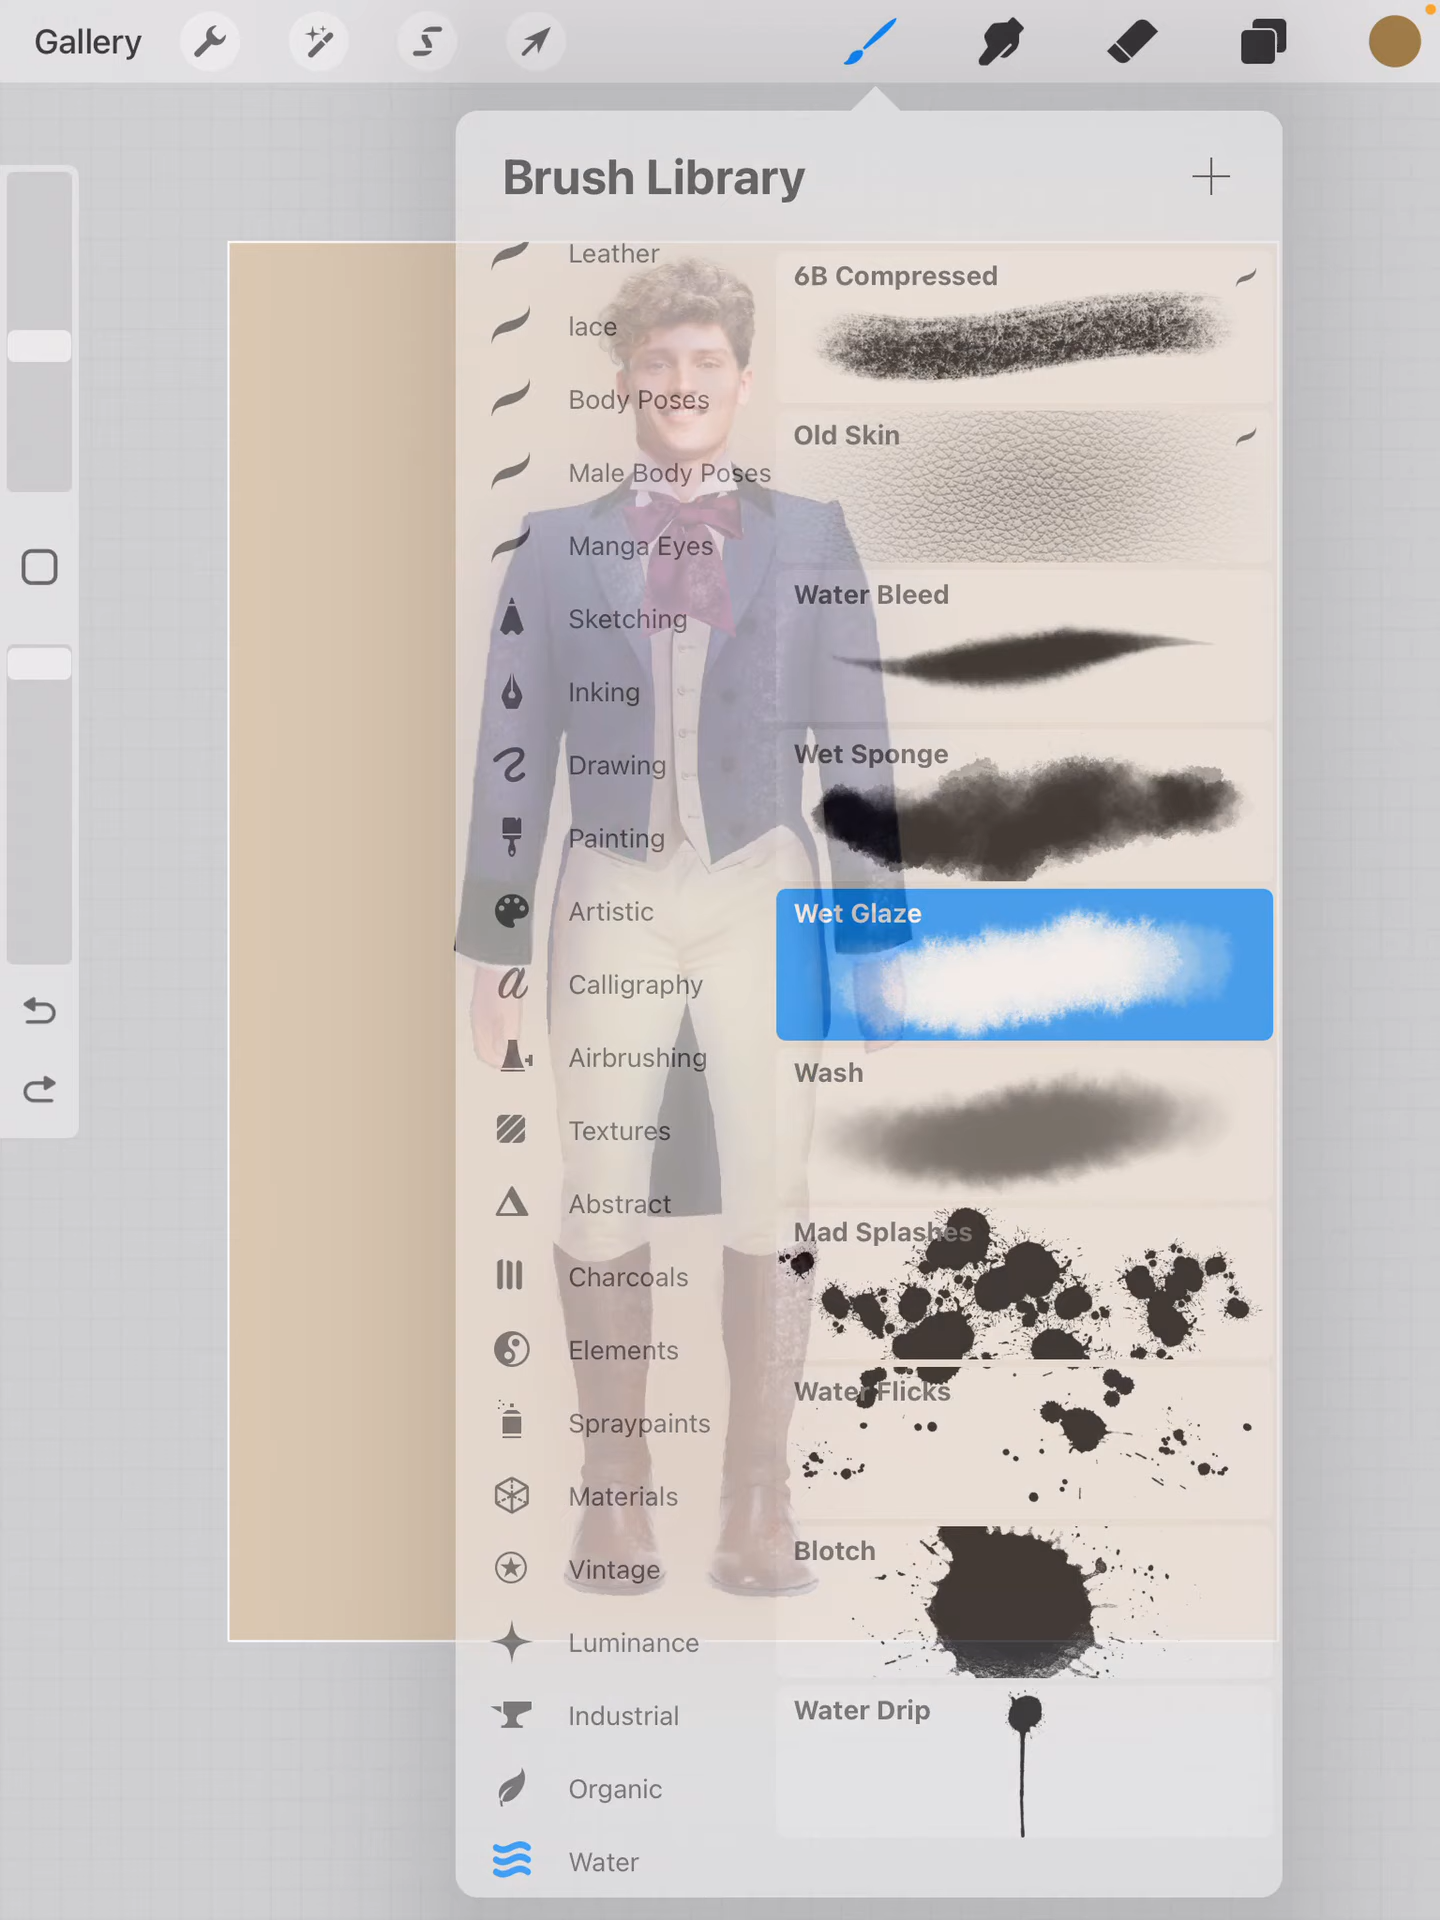 Gallery
Brush Library
Leather
lace
Body Poses
Male Body Poses
Manga Eyes
Sketching
Inking
Drawing
Painting
Artistic
Calligraphy
Airbrushing
Textures
Abstract
Charcoals
Elements
Spraypaints
Materials
Vintage
Luminance
Industrial
Organic
Water
6B Compressed
Old Skin
Water Bleed
Wet Sponge
Wet Glaze
Wash
Mad Splashes
Water Flicks
Blotch
Water Drip